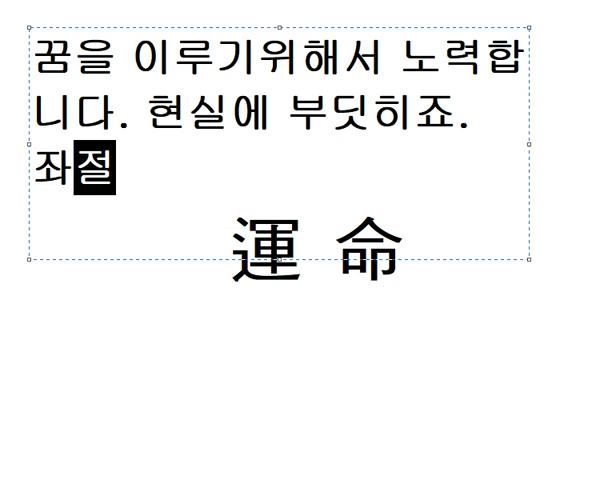 꿈을 이루기위해서 노력합
니다. 현실에 부딧히죠.
좌절
運 命